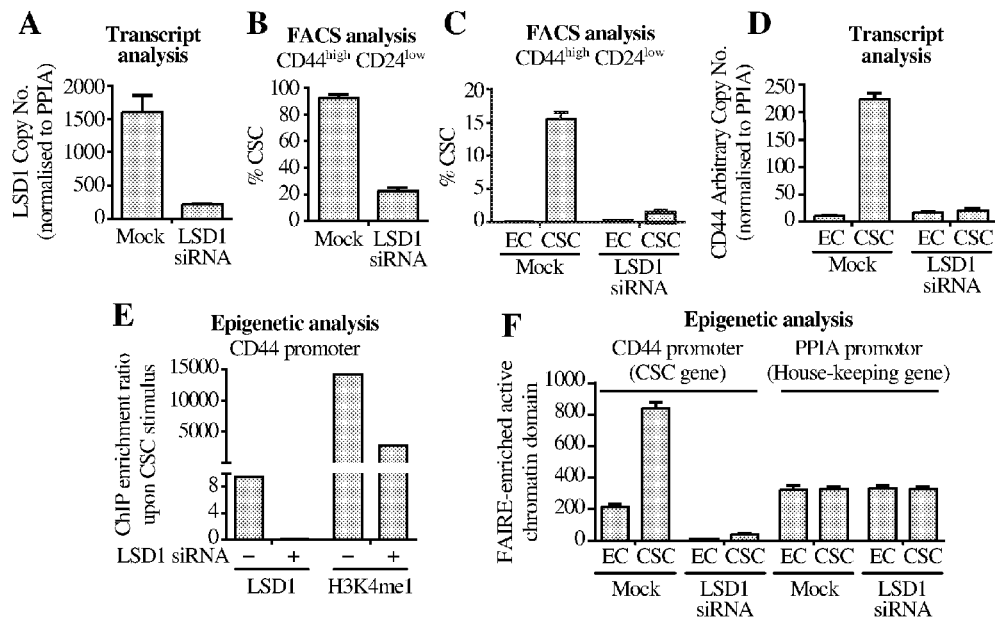 A
Transcript
analysis
LSD1 Copy No.
(normalised to PPIA)
2000
1500
1000
500
0
Mock
LSD1
siRNA
B
FACS analysis
CD44high CD24low
% CSC
100
80
60
40
20
0
Mock
LSD1
siRNA
C
FACS analysis
CD44high CD24low
% CSC
20
15
10
5
0
EC CSC EC CSC
Mock
LSD1
siRNA
D
Transcript
analysis
CD44 Arbitrary Copy No.
(normalised to PPIA)
250
200
150
100
50
0
EC CSC EC CSC
Mock
LSD1
siRNA
E
Epigenetic analysis
CD44 promoter
ChIP enrichment ratio
upon CSC stimulus
15000
10000
5000
8
4
0
LSD1 siRNA – + – +
LSD1
H3K4me1
F
Epigenetic analysis
CD44 promoter
(CSC gene)
PPIA promotor
(House-keeping gene)
FAIRE-enriched active
chromatin domain
1000
800
600
400
200
0
EC CSC EC CSC EC CSC EC CSC
Mock
LSD1
siRNA
Mock
LSD1
siRNA